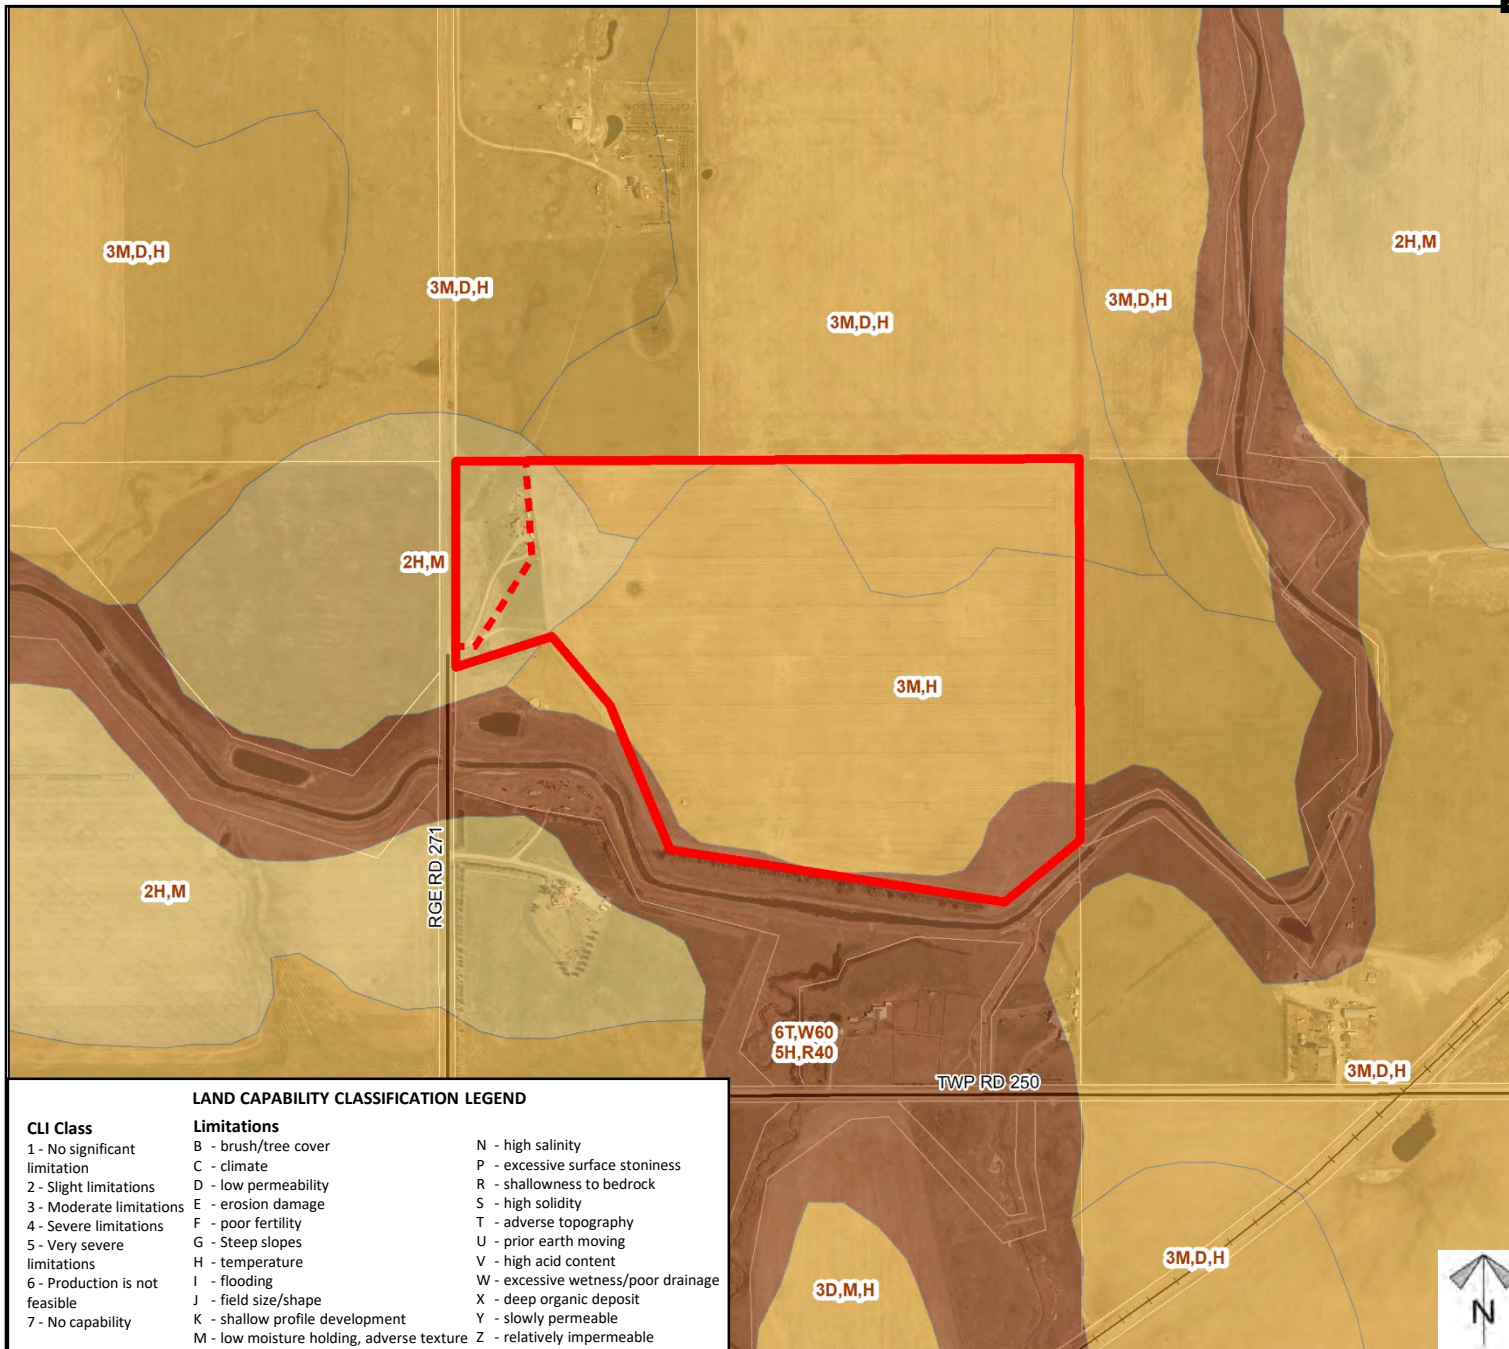 3M,D,H
3M,D,H
3M,D,H
3M,D,H
2H,M
2H,M
3M,H
2H,M
RGE RD 271
6T,W60
5H,R40
TWP RD 250
3M,D,H
3M,D,H
3D,M,H
N
LAND CAPABILITY CLASSIFICATION LEGEND
CLI Class
1 - No significant
limitation
2 - Slight limitations
3 - Moderate limitations
4 - Severe limitations
5 - Very severe
limitations
6 - Production is not
feasible
7 - No capability
Limitations
B - brush/tree cover
C - climate
D - low permeability
E - erosion damage
F - poor fertility
G - Steep slopes
H - temperature
I - flooding
J - field size/shape
K - shallow profile development
M - low moisture holding, adverse texture
N - high salinity
P - excessive surface stoniness
R - shallowness to bedrock
S - high solidity
T - adverse topography
U - prior earth moving
V - high acid content
W - excessive wetness/poor drainage
X - deep organic deposit
Y - slowly permeable
Z - relatively impermeable